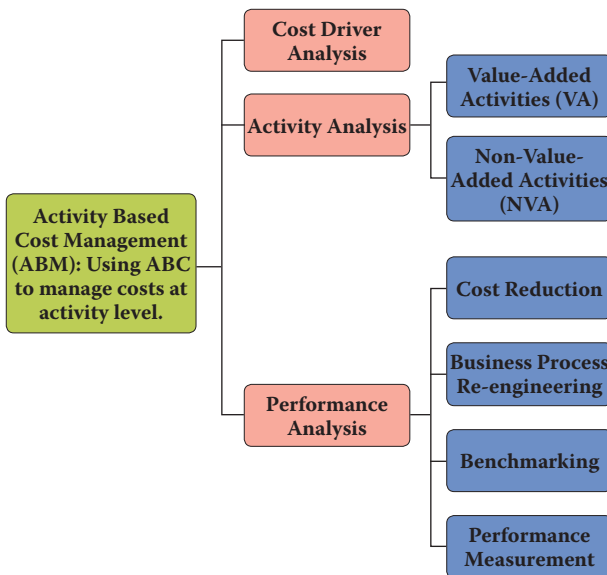 Cost Driver
Analysis
Activity Analysis
Value-Added
Activities (VA)
Non-Value-
Added Activities
(NVA)
Activity Based
Cost Management
(ABM): Using ABC
to manage costs at
activity level.
Performance
Analysis
Cost Reduction
Business Process
Re-engineering
Benchmarking
Performance
Measurement